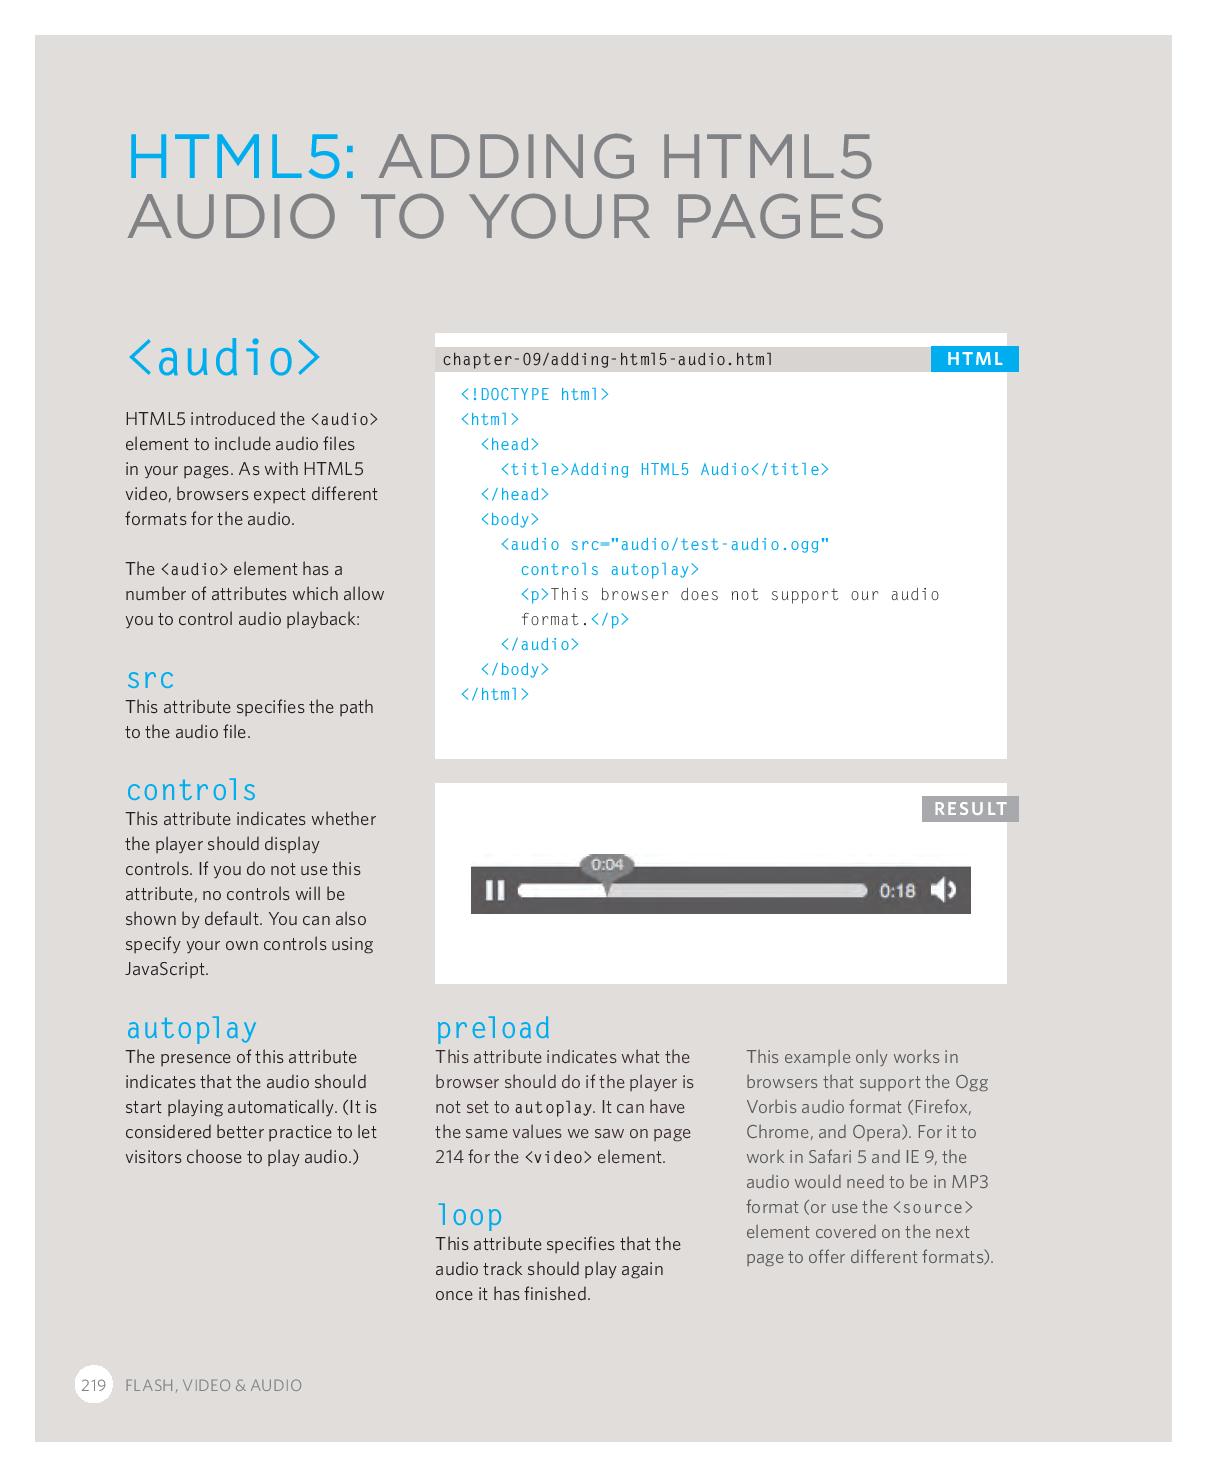 HTML5: ADDING HTML5
AUDIO TO YOUR PAGES
<audio>
HTML5 introduced the <audio>
element to include audio files
in your pages. As with HTML5
video, browsers expect different
formats for the audio.
The <audio> element has a
number of attributes which allow
you to control audio playback:
src
This attribute specifies the path
to the audio file.
controls
This attribute indicates whether
the player should display
controls. If you do not use this
attribute, no controls will be
shown by default. You can also
specify your own controls using
JavaScript.
autoplay
The presence of this attribute
indicates that the audio should
start playing automatically. (It is
considered better practice to let
visitors choose to play audio.)
chapter-09/adding-html5-audio.html
HTML
<!DOCTYPE html>
<html>
<head>
<title>Adding HTML5 Audio</title>
</head>
<body>
<audio src="audio/test-audio.ogg"
controls autoplay>
<p>This browser does not support our audio
format.</p>
</audio>
</body>
</html>
RESULT
0:04
0:18
preload
This attribute indicates what the
browser should do if the player is
not set to autoplay. It can have
the same values we saw on page
214 for the <video> element.
loop
This attribute specifies that the
audio track should play again
once it has finished.
This example only works in
browsers that support the Ogg
Vorbis audio format (Firefox,
Chrome, and Opera). For it to
work in Safari 5 and IE 9, the
audio would need to be in MP3
format (or use the <source>
element covered on the next
page to offer different formats).
219 FLASH, VIDEO & AUDIO